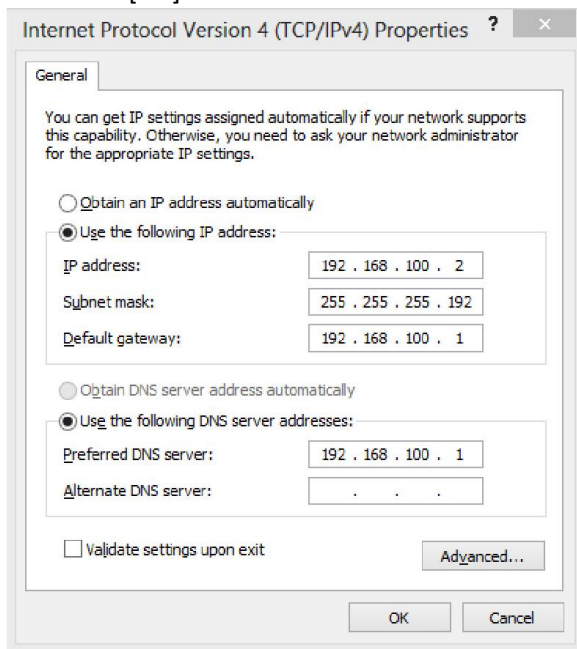 Internet Protocol Version 4 (TCP/IPv4) Properties ? ×
General
You can get IP settings assigned automatically if your network supports
this capability. Otherwise, you need to ask your network administrator
for the appropriate IP settings.
Obtain an IP address automatically
Use the following IP address:
IP address: 192 . 168 . 100 . 2
Subnet mask: 255 . 255 . 255 . 192
Default gateway: 192 . 168 . 100 . 1
Obtain DNS server address automatically
Use the following DNS server addresses:
Preferred DNS server: 192 . 168 . 100 . 1
Alternate DNS server: . . .
Validate settings upon exit
Advanced...
OK Cancel